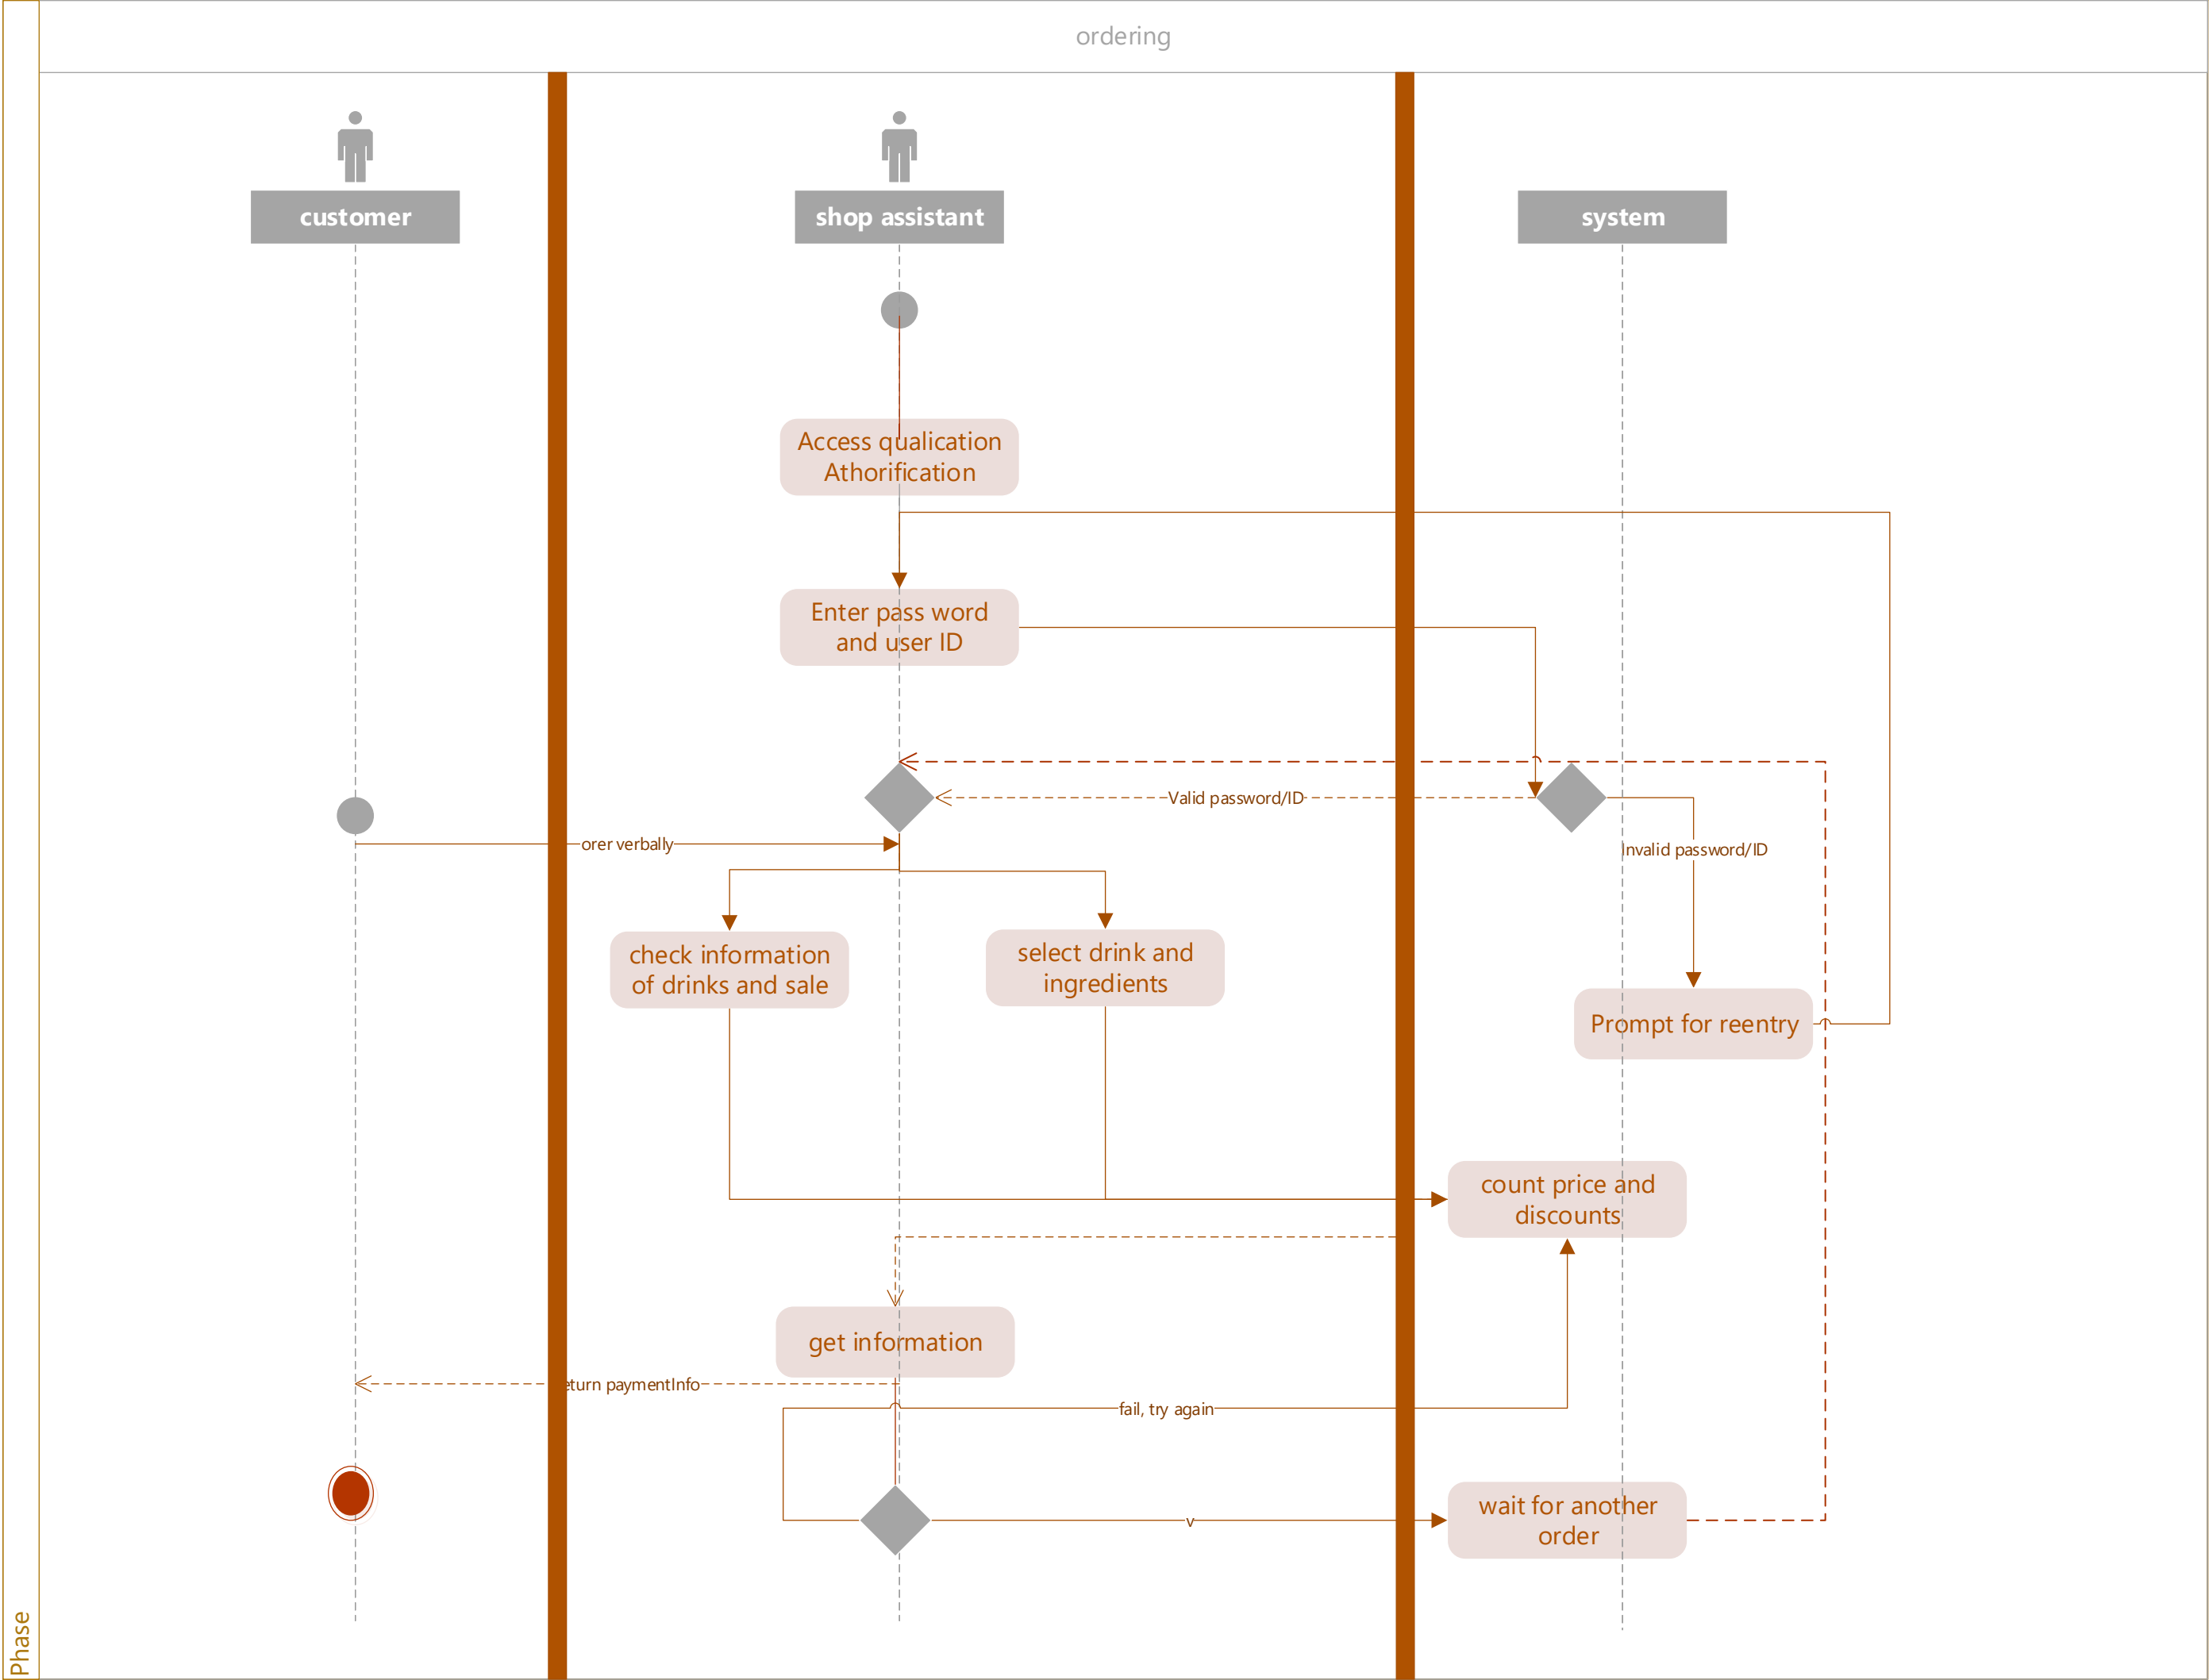 ordering
customer
shop assistant
system
Access qualication
Athorification
Enter pass word
and user ID
Valid password/ID
orer verbally
Invalid password/ID
check information
of drinks and sale
select drink and
ingredients
Prompt for reentry
count price and
discounts
get information
eturn paymentInfo
fail, try again
wait for another
order
v
Phase